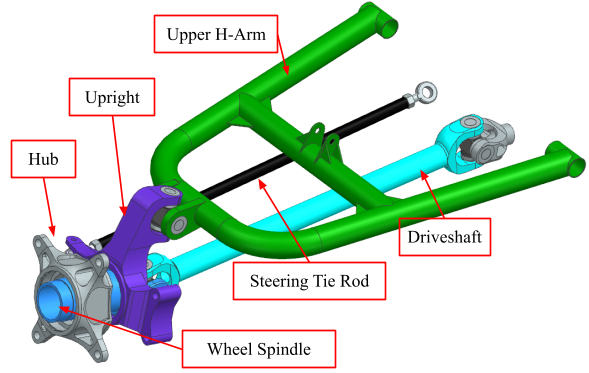 Upper H-Arm
Upright
Hub
Driveshaft
Steering Tie Rod
Wheel Spindle